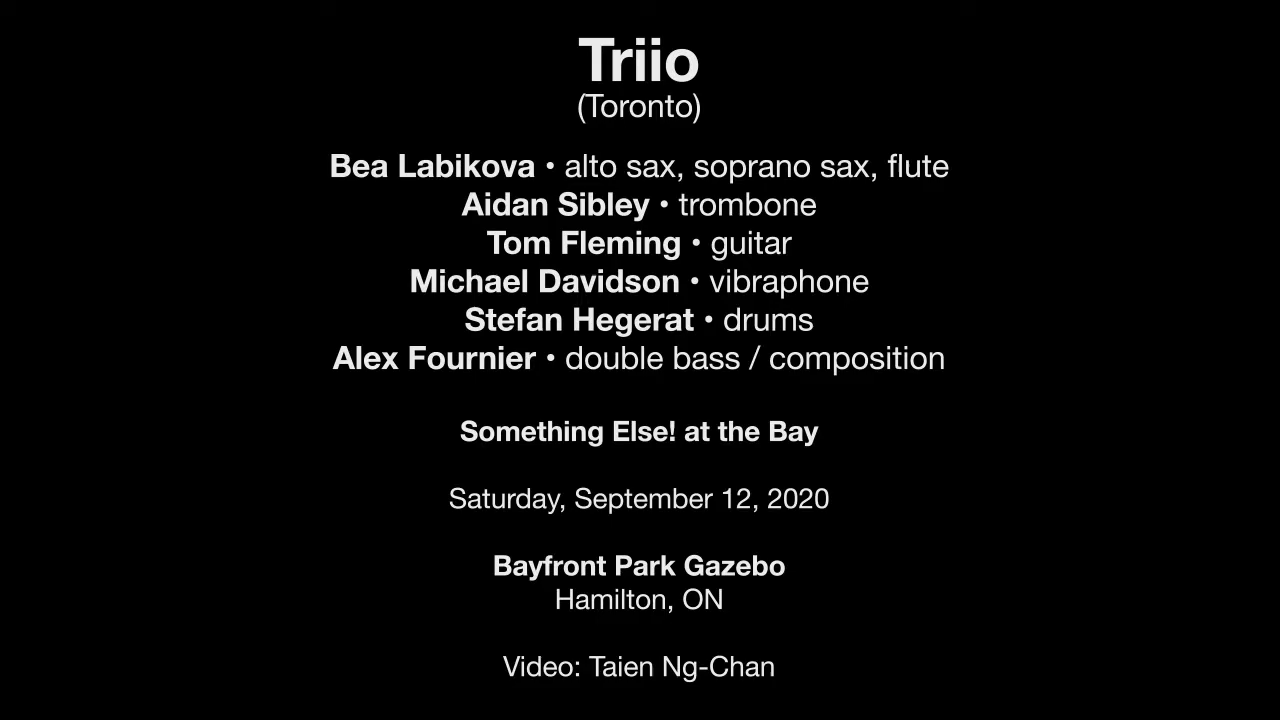 Triio
(Toronto)
Bea Labikova • alto sax, soprano sax, flute
Aidan Sibley • trombone
Tom Fleming • guitar
Michael Davidson • vibraphone
Stefan Hegerat • drums
Alex Fournier • double bass / composition
Something Else! at the Bay
Saturday, September 12, 2020
Bayfront Park Gazebo
Hamilton, ON
Video: Taien Ng-Chan